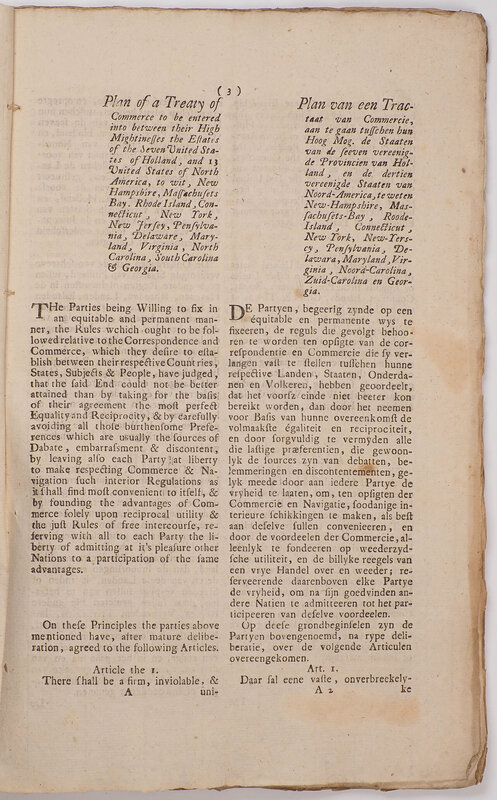 ( 3 )
Plan of a Treaty of
Commerce to be entered
into between their High
Mightineſſes the Eſtates
of the Seven United Sta-
tes of Holland, and 13
United States of North
America, to wit, New
Hampſhire, Maſſachuſets
Bay. Rhode Island, Con-
necticut, New York,
New Jerſey, Penſylva-
nia, Delaware, Mary-
land, Virginia, North
Carolina, South Carolina
& Georgia.
THe Parties being Willing to fix in
an equitable and permanent man-
ner, the Rules wchich ought to be fol-
lowed relative to the Correspondence and
Commerce, which they deſire to eſta-
blish between their reſpective Countries,
States, Subjects & People, have judged,
that the ſaid End could not be better
attained than by taking for the baſis
of their agreement the moſt perfect
Equality and Reciprocity, & by carefully
avoiding all thoſe burthenſome Prefe-
rences which are uſually the ſources of
Dabate, embarraſsment & discontent,
by leaving alſo each Party at liberty
to make reſpecting Commerce & Na-
vigation ſuch interior Regulations as
it ſhall find moſt convenient to itſelf, &
by founding the advantages of Com-
merce ſolely upon reciprocal utility &
the juſt Rules of free intercourſe, re-
ſerving with all to each Party the li-
berty of admitting at it's pleaſure other
Nations to a participation of the ſame
advantages.
On theſe Principles the parties above
mentioned have, after mature delibe-
ration, agreed to the following Articles.
Article the 1.
There ſhall be a firm, inviolable, &
A uni-
Plan van een Trac-
taat van Commercie,
aan te gaan tuſſchen hun
Hoog Mog. de Staaten
van de ſeeven vereenig-
de Provincien van Hol-
land, en de dertien
vereenigde Staaten van
Noord-America, te weten
New-Hampſhire, Maſ-
ſachuſets-Bay, Roode-
Island, Connecticut,
New York, New-Yerſ-
cy, Penſylvania, De-
lawara, Maryland, Vir-
ginia, Noord-Carolina,
Zuid-Carolina en Geor-
gia.
DE Partyen, begeerig zynde op een
équitable en permanente wys te
fixeeren, de reguls die gevolgt behoo-
ren te worden ten opſigte van de cor-
reſpondentie en Commercie die ſy ver-
langen vaſt te ſtellen tuſſchen hunne
reſpective Landen, Staaten, Onderda-
nen en Volkeren, hebben geoordeelt,
dat het voorſz einde niet beeter kon
bereikt worden, dan door het neemen
voor Baſis van hunne overeenkomſt de
volmaakſte égaliteit en reciprociteit,
en door ſorgvuldig te vermyden alle
die laſtige præferentien, die gewoon-
lyk de ſources zyn van debatten, be-
lemmeringen en discontentementen, ge-
lyk meede door aan iedere Partye de
vryheid te laaten, om, ten opſigten der
Commercie en Navigatie, ſoodanige in-
terieure ſchikkingen te maken, als beſt
aan deſelve ſullen convenieeren, en
door de voordeelen der Commercie, al-
leenlyk te fondeeren op weederzyd-
ſche utiliteit, en de billyke reegels van
een vrye Handel over en weeder; re-
ſerveerende daarenboven elke Partye
de vryheid, om na ſijn goedvinden an-
dere Natien te admitteeren tot het par-
ticipeeren van deſelve voordeelen.
Op deeſe grondbeginſelen zyn de
Partyen bovengenoemd, na rype deli-
beratie, over de volgende Articulen
overeengekomen.
Art. 1.
Daar ſal eene vaſte, onverbreekely-
A 2 ke